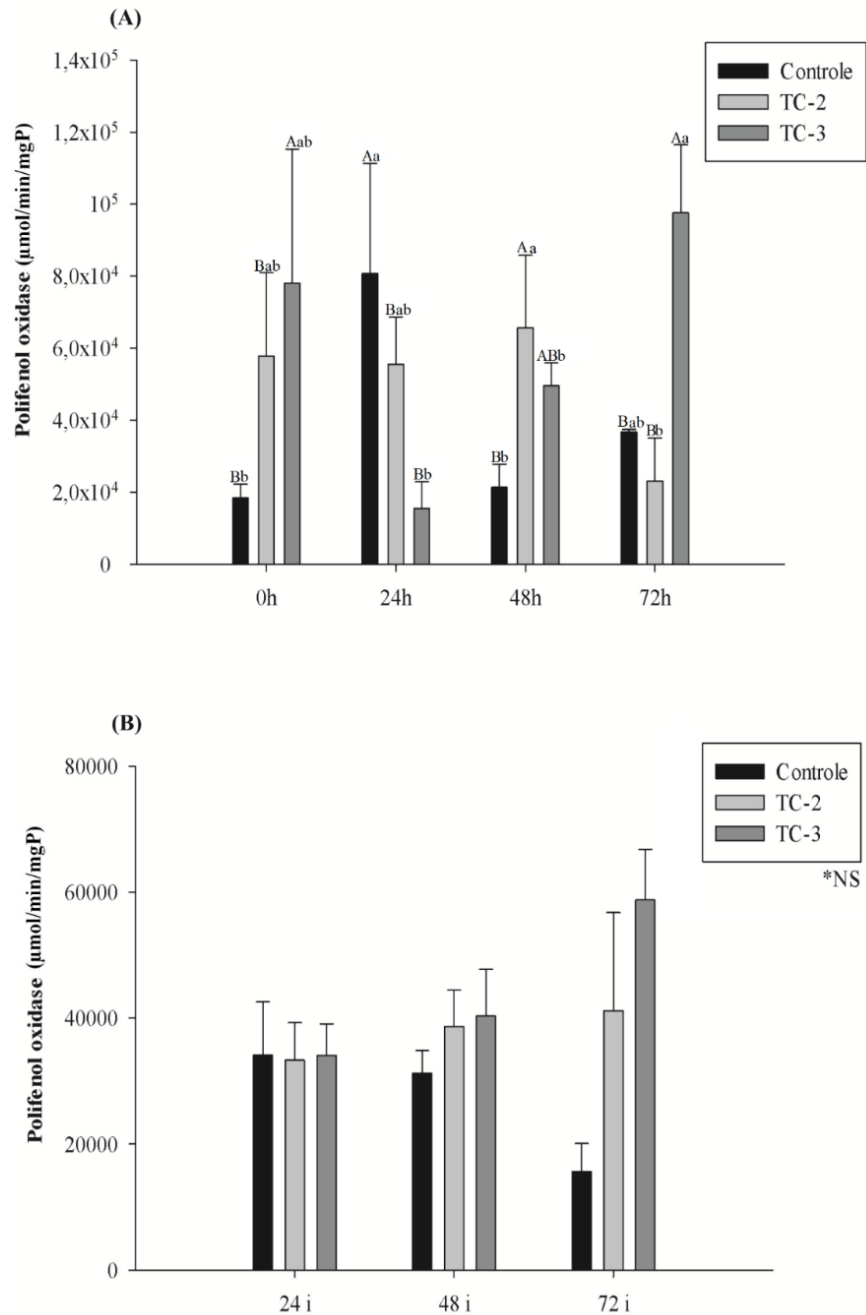 (A)
Polifenol oxidase (µmol/min/mgP)
1,4x10⁵
1,2x10⁵
10⁵
8,0x10⁴
6,0x10⁴
4,0x10⁴
2,0x10⁴
0
Controle
TC-2
TC-3
Bb
Bab
Aab
Aa
Bab
Bb
Bb
Aa
ABb
Bab
Bb
Aa
0h 24h 48h 72h
(B)
Polifenol oxidase (µmol/min/mgP)
80000
60000
40000
20000
0
Controle
TC-2
TC-3
*NS
24 i 48 i 72 i